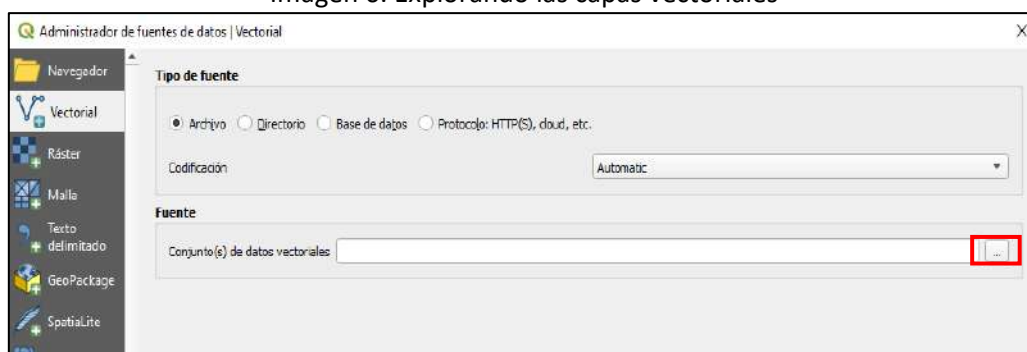 Imagen 6. Explorando las capas vectoriales
Administrador de fuentes de datos | Vectorial
X
Navegador
Vectorial
Ráster
Malla
Texto
delimitado
GeoPackage
SpatiaLite
Tipo de fuente
Archivo
Directorio
Base de datos
Protocolo: HTTP(S), cloud, etc.
Codificación
Automatic
Fuente
Conjunto(s) de datos vectoriales
...